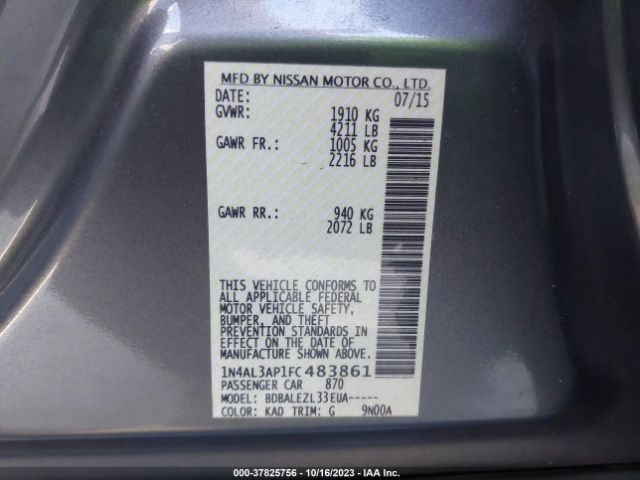 MFD BY NISSAN MOTOR CO., LTD.
DATE: 07/15
GVWR: 1910 KG
4211 LB
GAWR FR.: 1005 KG
2216 LB
GAWR RR.: 940 KG
2072 LB
THIS VEHICLE CONFORMS TO
ALL APPLICABLE FEDERAL
MOTOR VEHICLE SAFETY,
BUMPER, AND THEFT
PREVENTION STANDARDS IN
EFFECT ON THE DATE OF
MANUFACTURE SHOWN ABOVE.
1N4AL3AP1FC483861
PASSENGER CAR 870
MODEL: BDBALEZL33EUA-----
COLOR: KAD TRIM: G 9N00A
000-37825756 - 10/16/2023 - IAA Inc.